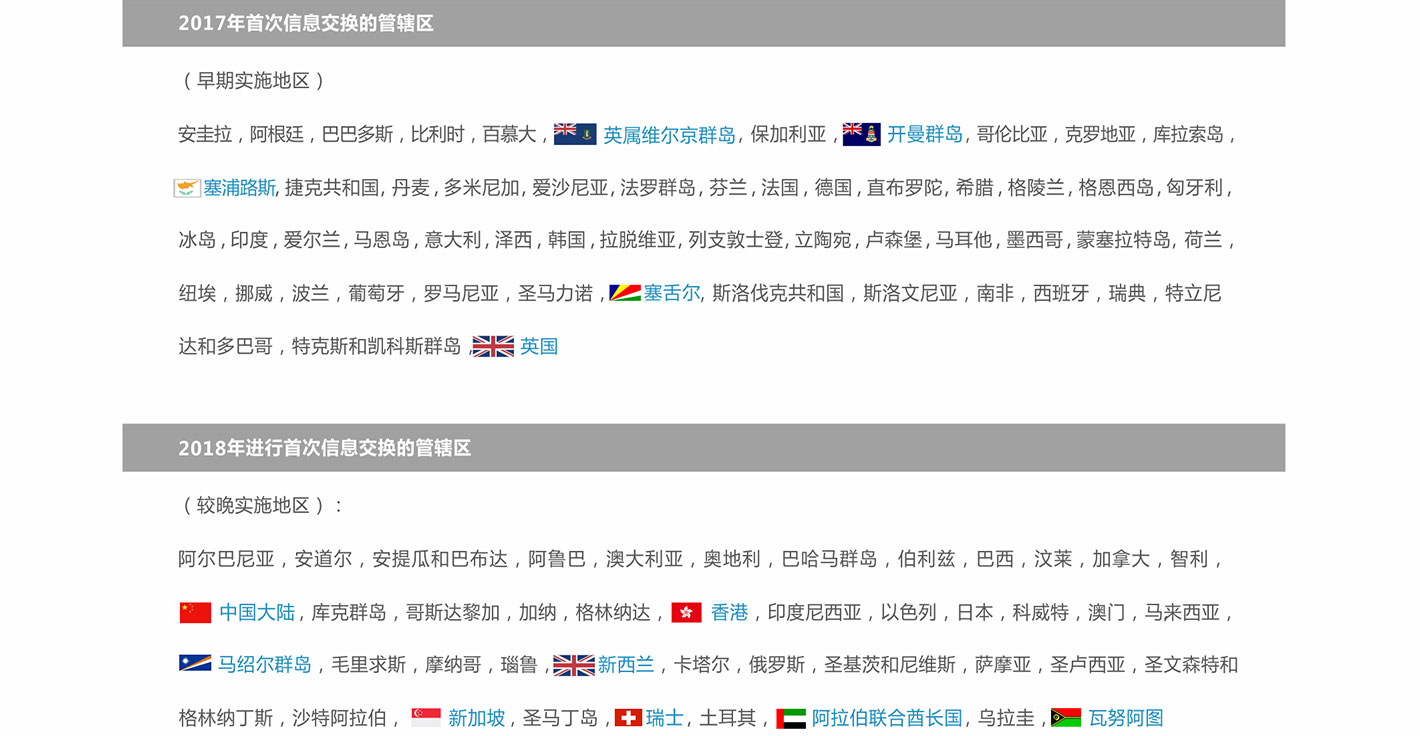 2017年首次信息交换的管辖区
（早期实施地区）
安圭拉，阿根廷，巴巴多斯，比利时，百慕大，英属维尔京群岛，保加利亚，开曼群岛，哥伦比亚，克罗地亚，库拉索岛，
塞浦路斯，捷克共和国，丹麦，多米尼加，爱沙尼亚，法罗群岛，芬兰，法国，德国，直布罗陀，希腊，格陵兰，格恩西岛，匈牙利，
冰岛，印度，爱尔兰，马恩岛，意大利，泽西，韩国，拉脱维亚，列支敦士登，立陶宛，卢森堡，马耳他，墨西哥，蒙塞拉特岛，荷兰，
纽埃，挪威，波兰，葡萄牙，罗马尼亚，圣马力诺，塞舌尔，斯洛伐克共和国，斯洛文尼亚，南非，西班牙，瑞典，特立尼
达和多巴哥，特克斯和凯科斯群岛，英国
2018年进行首次信息交换的管辖区
（较晚实施地区）：
阿尔巴尼亚，安道尔，安提瓜和巴布达，阿鲁巴，澳大利亚，奥地利，巴哈马群岛，伯利兹，巴西，汶莱，加拿大，智利，
中国大陆，库克群岛，哥斯达黎加，加纳，格林纳达，香港，印度尼西亚，以色列，日本，科威特，澳门，马来西亚，
马绍尔群岛，毛里求斯，摩纳哥，瑙鲁，新西兰，卡塔尔，俄罗斯，圣基茨和尼维斯，萨摩亚，圣卢西亚，圣文森特和
格林纳丁斯，沙特阿拉伯，新加坡，圣马丁岛，瑞士，土耳其，阿拉伯联合酋长国，乌拉圭，瓦努阿图